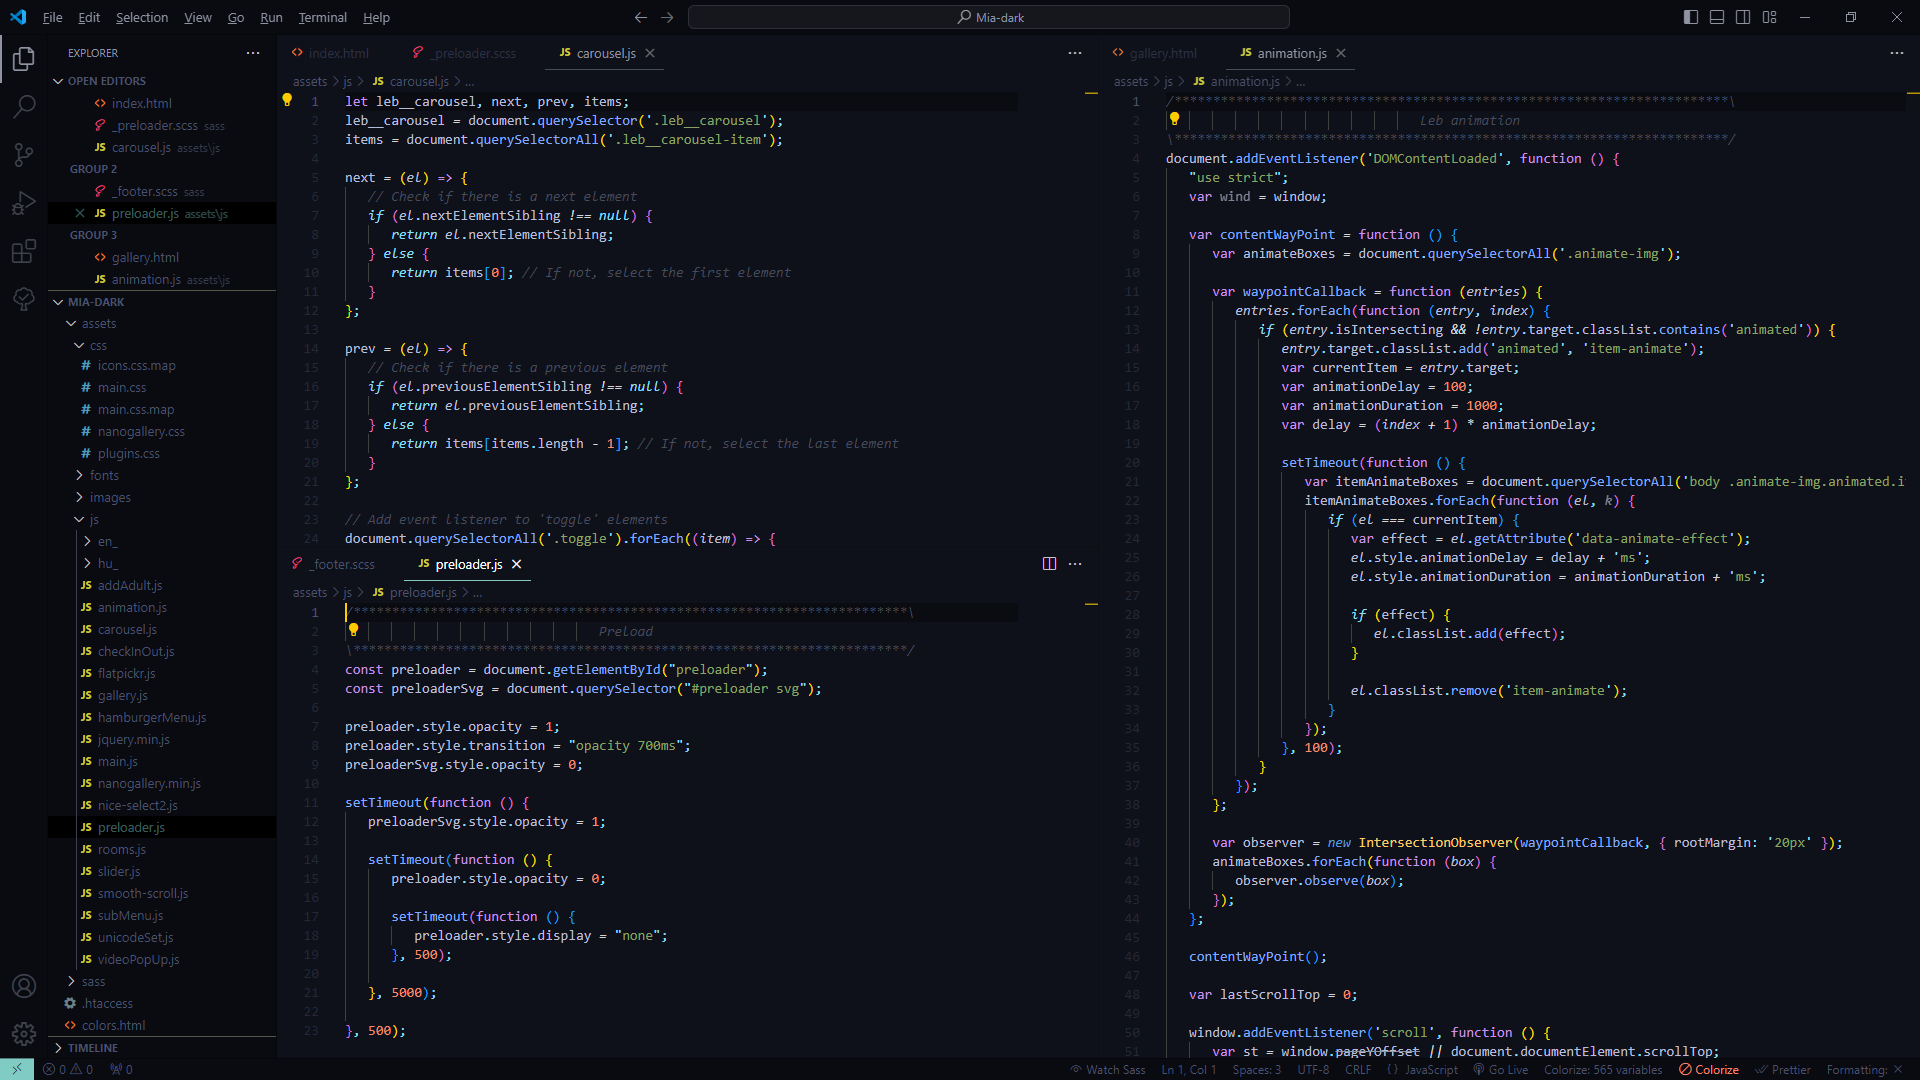 File Edit Selection View Go Run Terminal Help
Mia-dark
EXPLORER
OPEN EDITORS
index.html
_preloader.scss sass
carousel.js assets\js
GROUP 2
_footer.scss sass
preloader.js assets\js
GROUP 3
gallery.html
animation.js assets\js
MIA-DARK
assets
css
icons.css.map
main.css
main.css.map
nanogallery.css
plugins.css
fonts
images
js
en_
hu_
addAdult.js
animation.js
carousel.js
checkInOut.js
flatpickr.js
gallery.js
hamburgerMenu.js
jquery.min.js
main.js
nanogallery.min.js
nice-select2.js
preloader.js
rooms.js
slider.js
smooth-scroll.js
subMenu.js
unicodeSet.js
videoPopUp.js
sass
.htaccess
colors.html
TIMELINE
index.html _preloader.scss JS carousel.js
assets > js > JS carousel.js > ...
1 let leb__carousel, next, prev, items;
2 leb__carousel = document.querySelector('.leb__carousel');
3 items = document.querySelectorAll('.leb__carousel-item');
4
5 next = (el) => {
6 // Check if there is a next element
7 if (el.nextElementSibling !== null) {
8 return el.nextElementSibling;
9 } else {
10 return items[0]; // If not, select the first element
11 }
12 };
13
14 prev = (el) => {
15 // Check if there is a previous element
16 if (el.previousElementSibling !== null) {
17 return el.previousElementSibling;
18 } else {
19 return items[items.length - 1]; // If not, select the last element
20 }
21 };
22
23 // Add event listener to 'toggle' elements
24 document.querySelectorAll('.toggle').forEach((item) => {
_footer.scss JS preloader.js
assets > js > JS preloader.js > ...
1 /************************************************************************\
2 Preload
3 \************************************************************************/
4 const preloader = document.getElementById("preloader");
5 const preloaderSvg = document.querySelector("#preloader svg");
6
7 preloader.style.opacity = 1;
8 preloader.style.transition = "opacity 700ms";
9 preloaderSvg.style.opacity = 0;
10
11 setTimeout(function () {
12 preloaderSvg.style.opacity = 1;
13
14 setTimeout(function () {
15 preloader.style.opacity = 0;
16
17 setTimeout(function () {
18 preloader.style.display = "none";
19 }, 500);
20
21 }, 5000);
22
23 }, 500);
gallery.html JS animation.js
assets > js > JS animation.js > ...
1 /************************************************************************\
2 Leb animation
3 \************************************************************************/
4 document.addEventListener('DOMContentLoaded', function () {
5 "use strict";
6 var wind = window;
7
8 var contentWayPoint = function () {
9 var animateBoxes = document.querySelectorAll('.animate-img');
10
11 var waypointCallback = function (entries) {
12 entries.forEach(function (entry, index) {
13 if (entry.isIntersecting && !entry.target.classList.contains('animated')) {
14 entry.target.classList.add('animated', 'item-animate');
15 var currentItem = entry.target;
16 var animationDelay = 100;
17 var animationDuration = 1000;
18 var delay = (index + 1) * animationDelay;
19
20 setTimeout(function () {
21 var itemAnimateBoxes = document.querySelectorAll('body .animate-img.animated.i
22 itemAnimateBoxes.forEach(function (el, k) {
23 if (el === currentItem) {
24 var effect = el.getAttribute('data-animate-effect');
25 el.style.animationDelay = delay + 'ms';
26 el.style.animationDuration = animationDuration + 'ms';
27
28 if (effect) {
29 el.classList.add(effect);
30 }
31
32 el.classList.remove('item-animate');
33 }
34 });
35 }, 100);
36 }
37 });
38 };
39
40 var observer = new IntersectionObserver(waypointCallback, { rootMargin: '20px' });
41 animateBoxes.forEach(function (box) {
42 observer.observe(box);
43 });
44 };
45
46 contentWayPoint();
47
48 var lastScrollTop = 0;
49
50 window.addEventListener('scroll', function () {
51 var st = window.pageYOffset || document.documentElement.scrollTop;
0 0 0 Watch Sass Ln 1, Col 1 Spaces: 3 UTF-8 CRLF { } JavaScript Go Live Colorize: 565 variables Colorize Prettier Formatting: ×